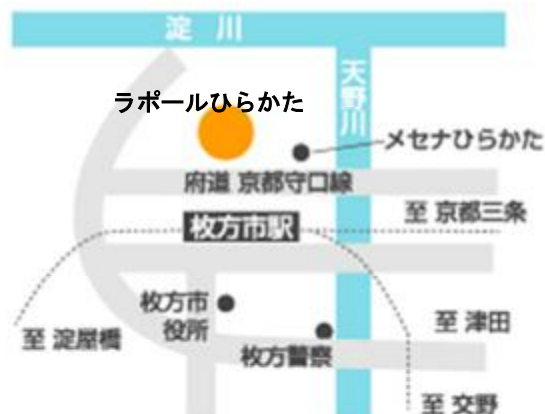 淀 川
天野川
ラポールひらかた
メセナひらかた
府道 京都守口線
至 京都三条
枚方市駅
枚方市
役所
至 津田
至 淀屋橋
枚方警察
至 交野